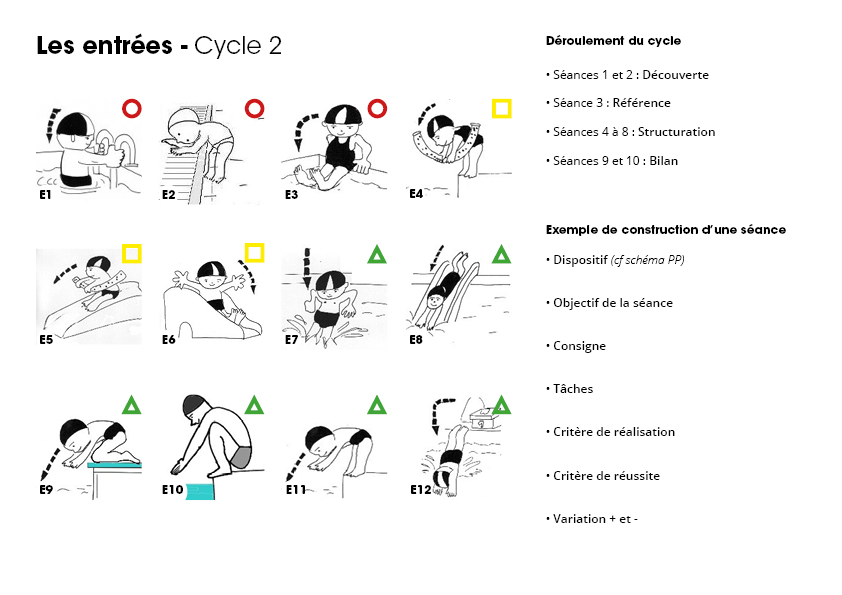 Les entrées - Cycle 2
E1
E2
E3
E4
E5
E6
E7
E8
E9
E10
E11
E12
Déroulement du cycle
• Séances 1 et 2 : Découverte
• Séance 3 : Référence
• Séances 4 à 8 : Structuration
• Séances 9 et 10 : Bilan
Exemple de construction d’une séance
• Dispositif (cf schéma PP)
• Objectif de la séance
• Consigne
• Tâches
• Critère de réalisation
• Critère de réussite
• Variation + et -